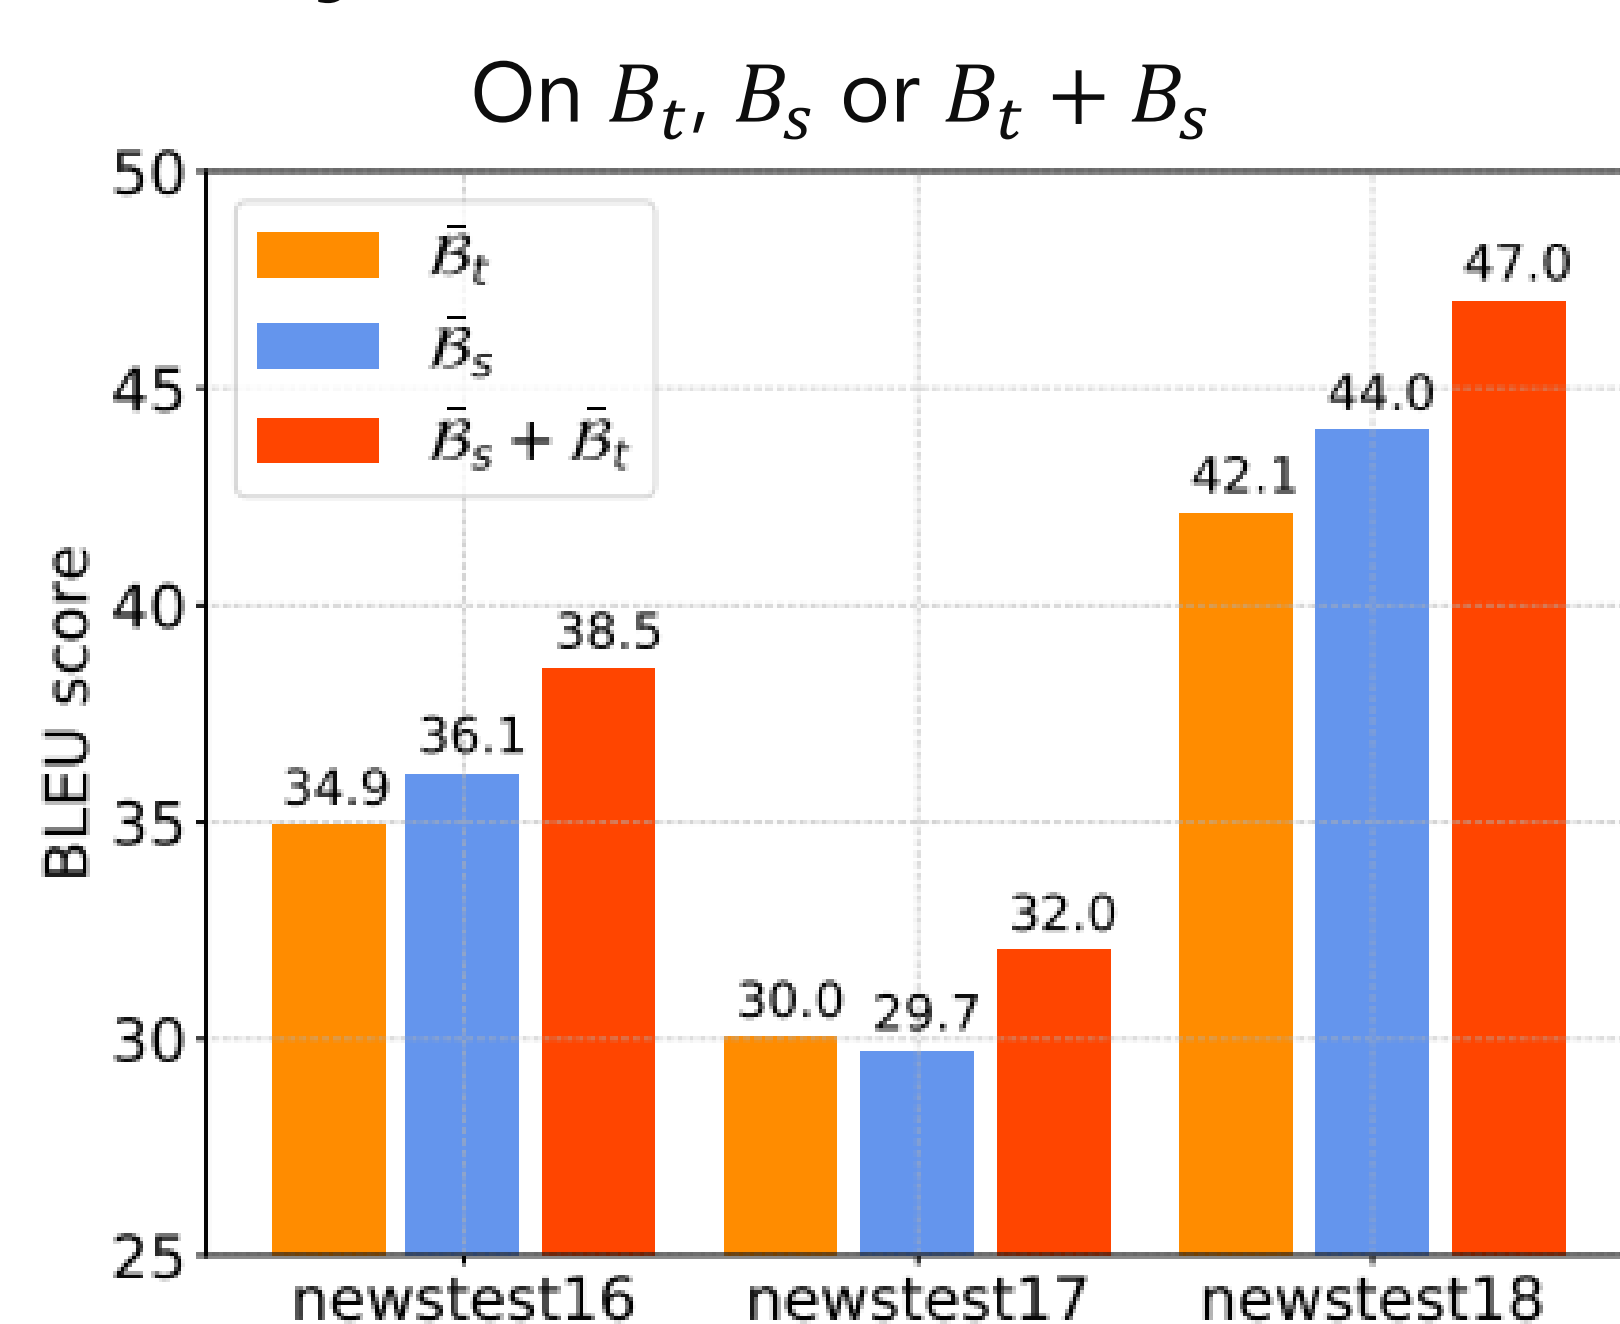 On B_t, B_s or B_t + B_s
50
45
40
35
30
25
BLEU score
B̄_t
B̄_s
B̄_s + B̄_t
34.9
36.1
38.5
30.0
29.7
32.0
42.1
44.0
47.0
newstest16 newstest17 newstest18